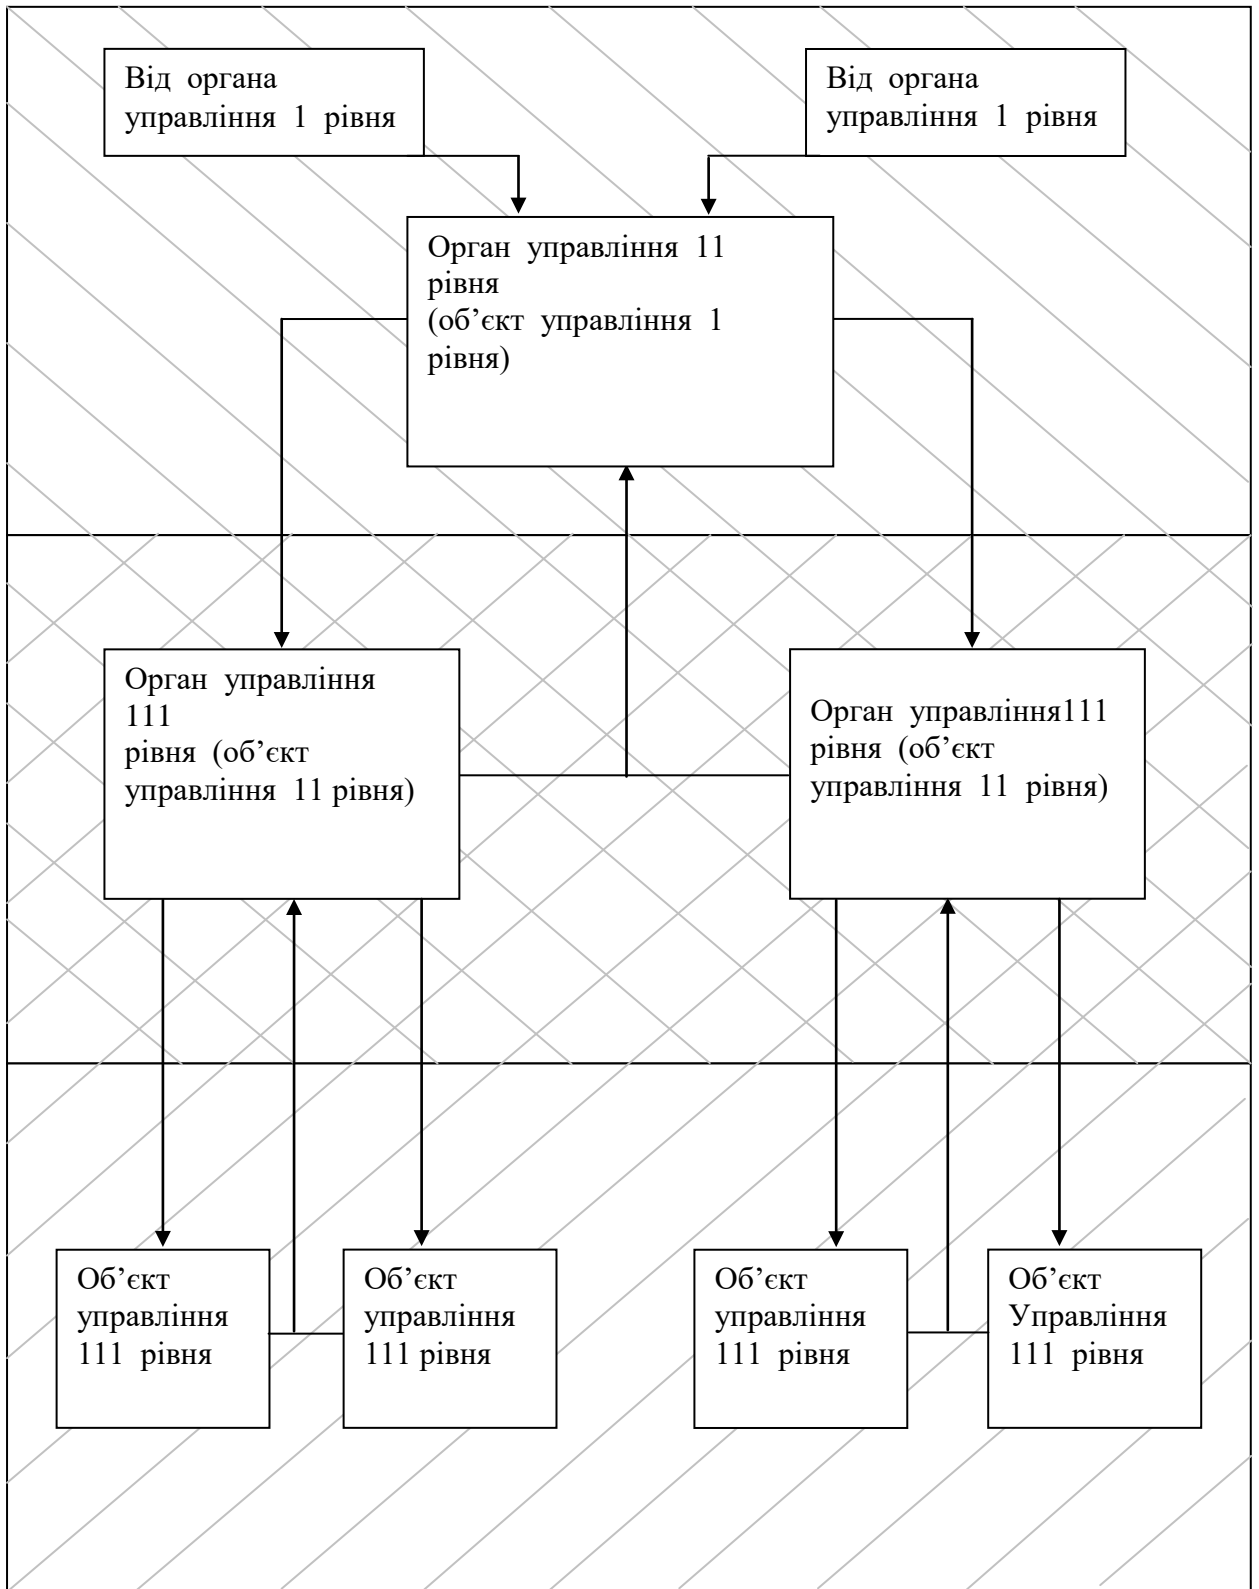 Від органа
управління 1 рівня
Від органа
управління 1 рівня
Орган управління 11
рівня
(об’єкт управління 1
рівня)
Орган управління
111
рівня (об’єкт
управління 11 рівня)
Орган управління111
рівня (об’єкт
управління 11 рівня)
Об’єкт
управління
111 рівня
Об’єкт
управління
111 рівня
Об’єкт
управління
111 рівня
Об’єкт
Управління
111 рівня